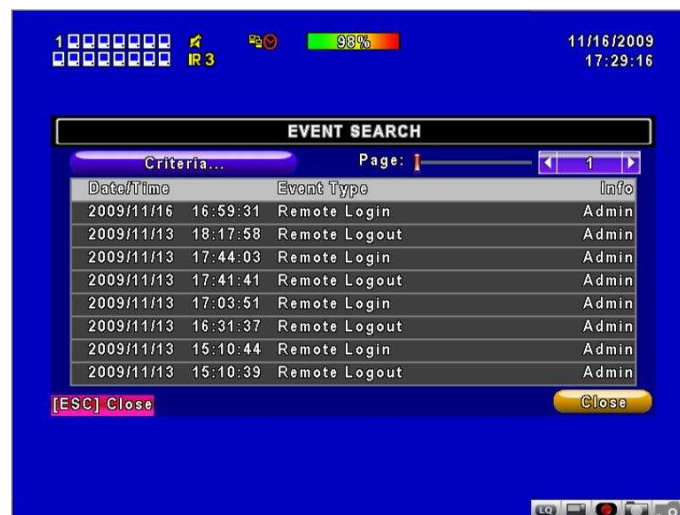 1 98% 11/16/2009
IR 3 17:29:16
EVENT SEARCH
Criteria... Page: 1
Date/Time Event Type Info
2009/11/16 16:59:31 Remote Login Admin
2009/11/13 18:17:58 Remote Logout Admin
2009/11/13 17:44:03 Remote Login Admin
2009/11/13 17:41:41 Remote Logout Admin
2009/11/13 17:03:51 Remote Login Admin
2009/11/13 16:31:37 Remote Logout Admin
2009/11/13 15:10:44 Remote Login Admin
2009/11/13 15:10:39 Remote Logout Admin
[ESC] Close Close
LQ